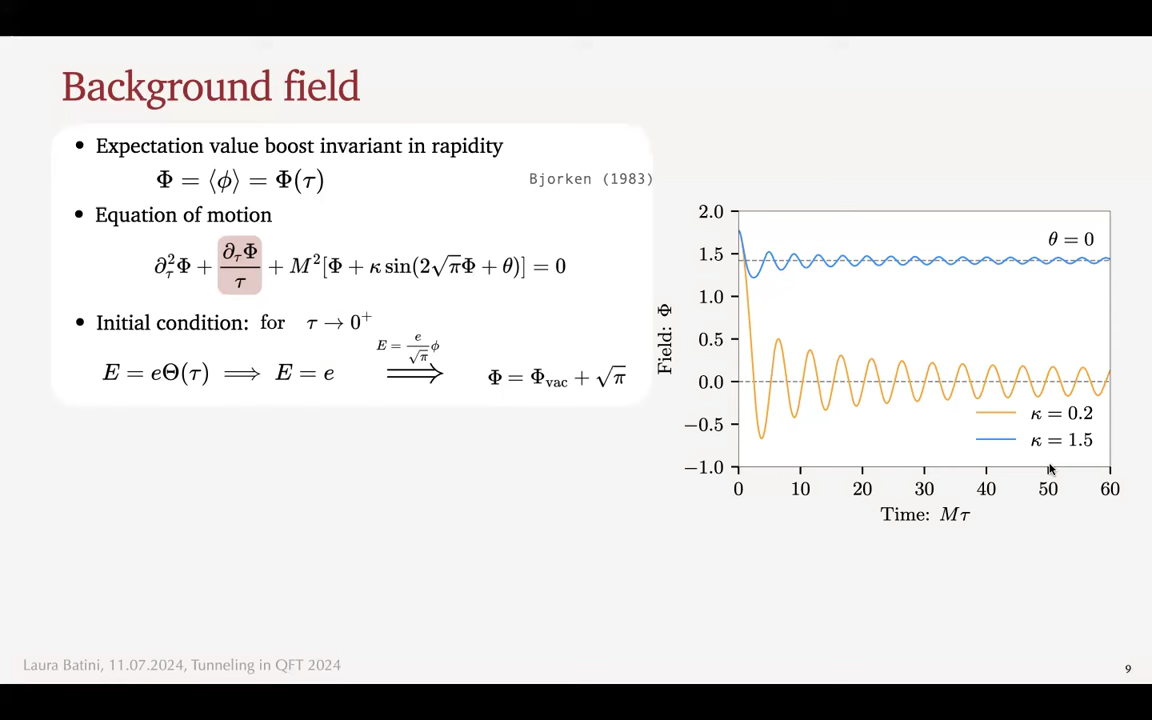 Background field
• Expectation value boost invariant in rapidity
Φ = ⟨ϕ⟩ = Φ(τ)
Bjorken (1983)
• Equation of motion
∂²_τ Φ + ∂_τ Φ / τ + M²[Φ + κ sin(2√π Φ + θ)] = 0
• Initial condition: for τ → 0⁺
E = eΘ(τ) ⟹ E = e
E = e/√π ϕ
⟹
Φ = Φ_vac + √π
θ = 0
2.0
1.5
1.0
0.5
0.0
−0.5
−1.0
Field: Φ
κ = 0.2
κ = 1.5
0 10 20 30 40 50 60
Time: Mτ
Laura Batini, 11.07.2024, Tunneling in QFT 2024
9